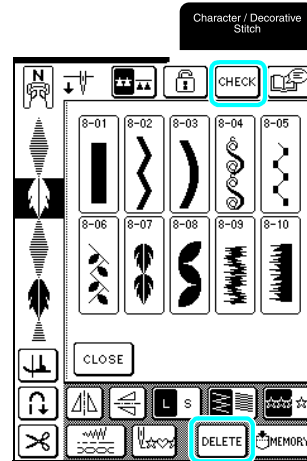 Character / Decorative
Stitch
N
CHECK
8-01 8-02 8-03 8-04 8-05
8-06 8-07 8-08 8-09 8-10
CLOSE
L S
DELETE MEMORY